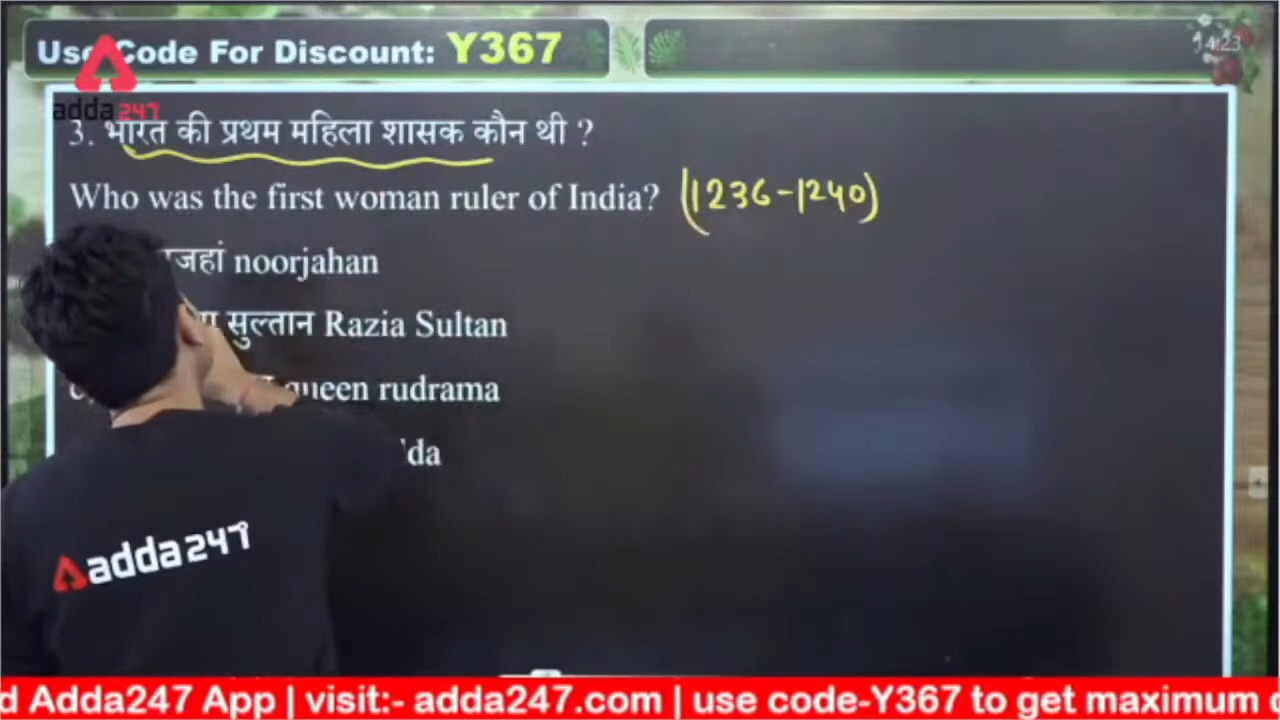 Use Code For Discount: Y367
14:23
adda247
3. भारत की प्रथम महिला शासक कौन थी ?
Who was the first woman ruler of India? (1236-1240)
noorjahan
सुल्तान Razia Sultan
queen rudrama
adda247
Adda247 App | visit:- adda247.com | use code-Y367 to get maximum